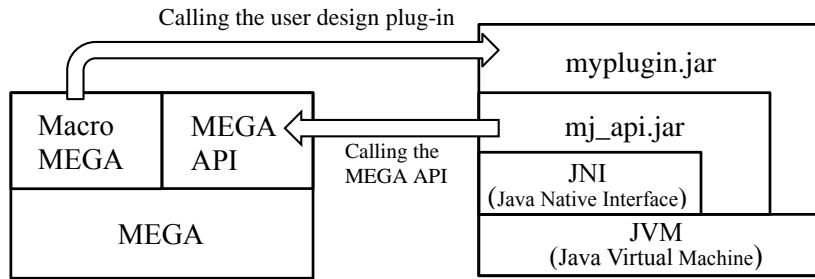 Calling the user design plug-in
myplugin.jar
Macro
MEGA
MEGA
API
mj_api.jar
Calling the
MEGA API
JNI
(Java Native Interface)
MEGA
JVM
(Java Virtual Machine)